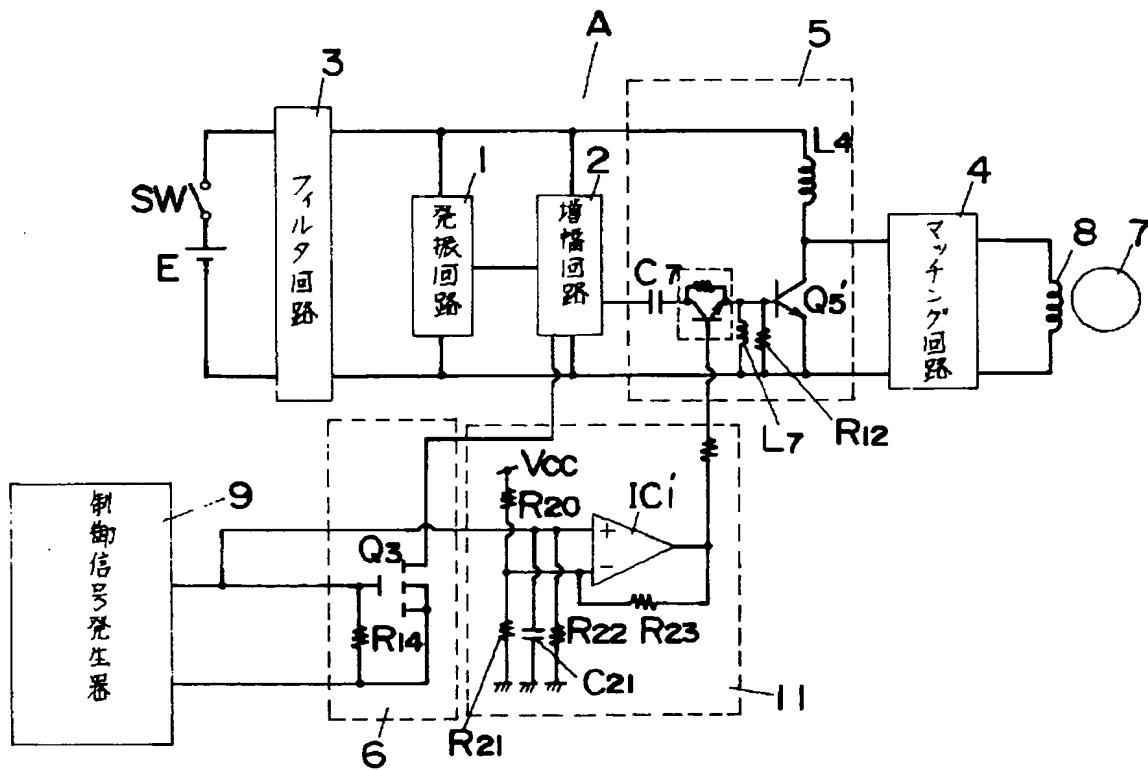 A
5
3
L4
1
2
4
SW
フィルタ回路
発振回路
増幅回路
マッチング回路
8
7
E
C7
Q5'
L7
R12
Vcc
R20
IC1'
9
制御信号発生器
Q3
+
−
R14
R22
R23
C21
11
6
R21